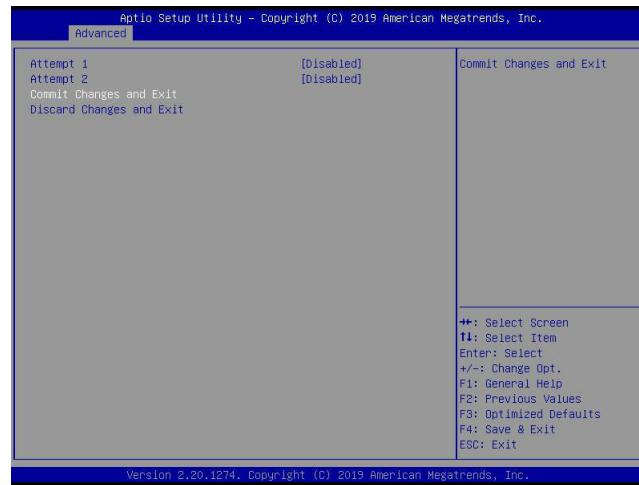 Aptio Setup Utility – Copyright (C) 2019 American Megatrends, Inc.
Advanced
Attempt 1 [Disabled]
Attempt 2 [Disabled]
Commit Changes and Exit
Discard Changes and Exit
Commit Changes and Exit
→←: Select Screen
↑↓: Select Item
Enter: Select
+/-: Change Opt.
F1: General Help
F2: Previous Values
F3: Optimized Defaults
F4: Save & Exit
ESC: Exit
Version 2.20.1274. Copyright (C) 2019 American Megatrends, Inc.